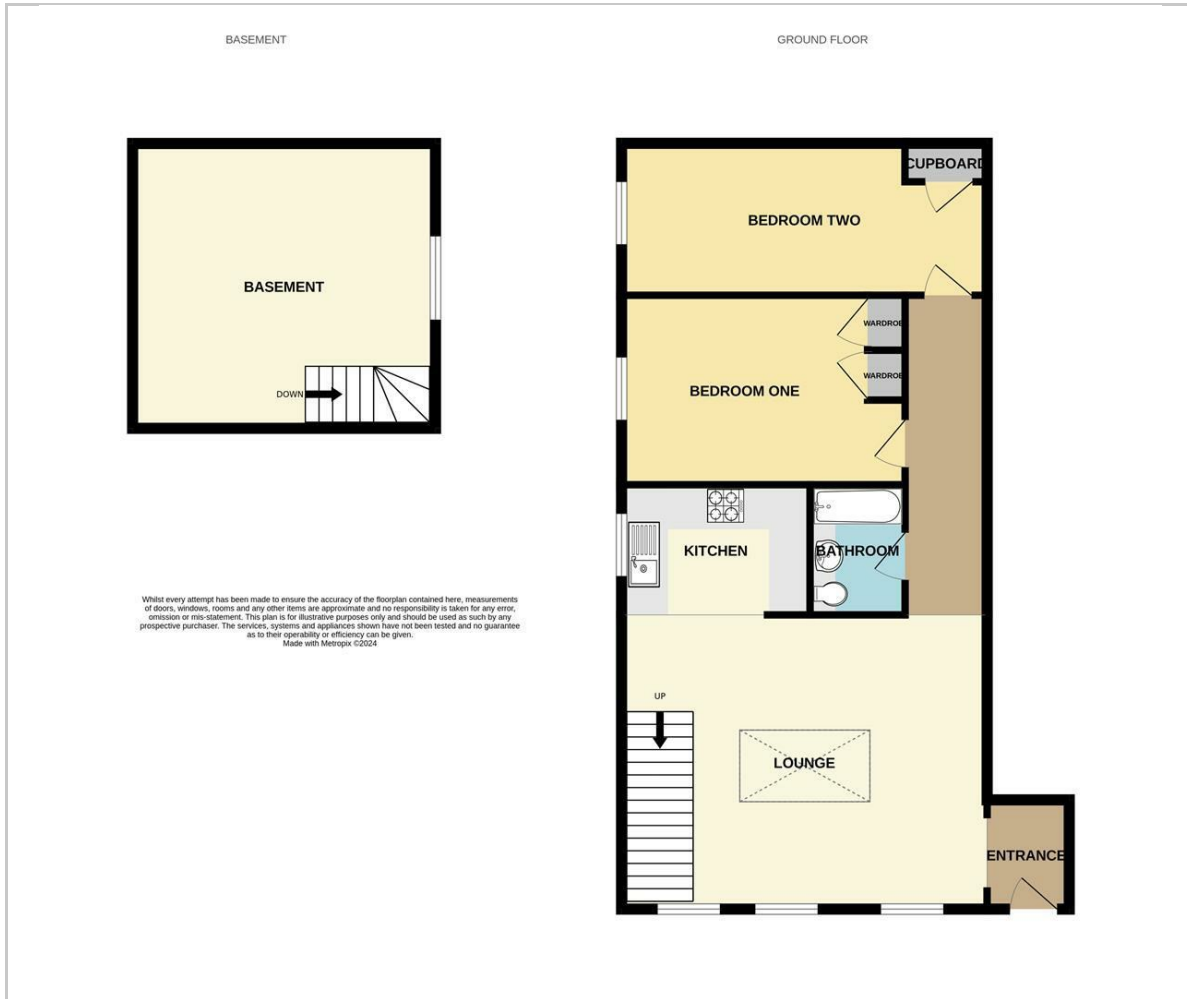 BASEMENT
GROUND FLOOR
BASEMENT
DOWN
CUPBOARD
BEDROOM TWO
WARDROBE
WARDROBE
BEDROOM ONE
KITCHEN
BATHROOM
UP
LOUNGE
ENTRANCE
Whilst every attempt has been made to ensure the accuracy of the floorplan contained here, measurements
of doors, windows, rooms and any other items are approximate and no responsibility is taken for any error,
omission or mis-statement. This plan is for illustrative purposes only and should be used as such by any
prospective purchaser. The services, systems and appliances shown have not been tested and no guarantee
as to their operability or efficiency can be given.
Made with Metropix ©2024